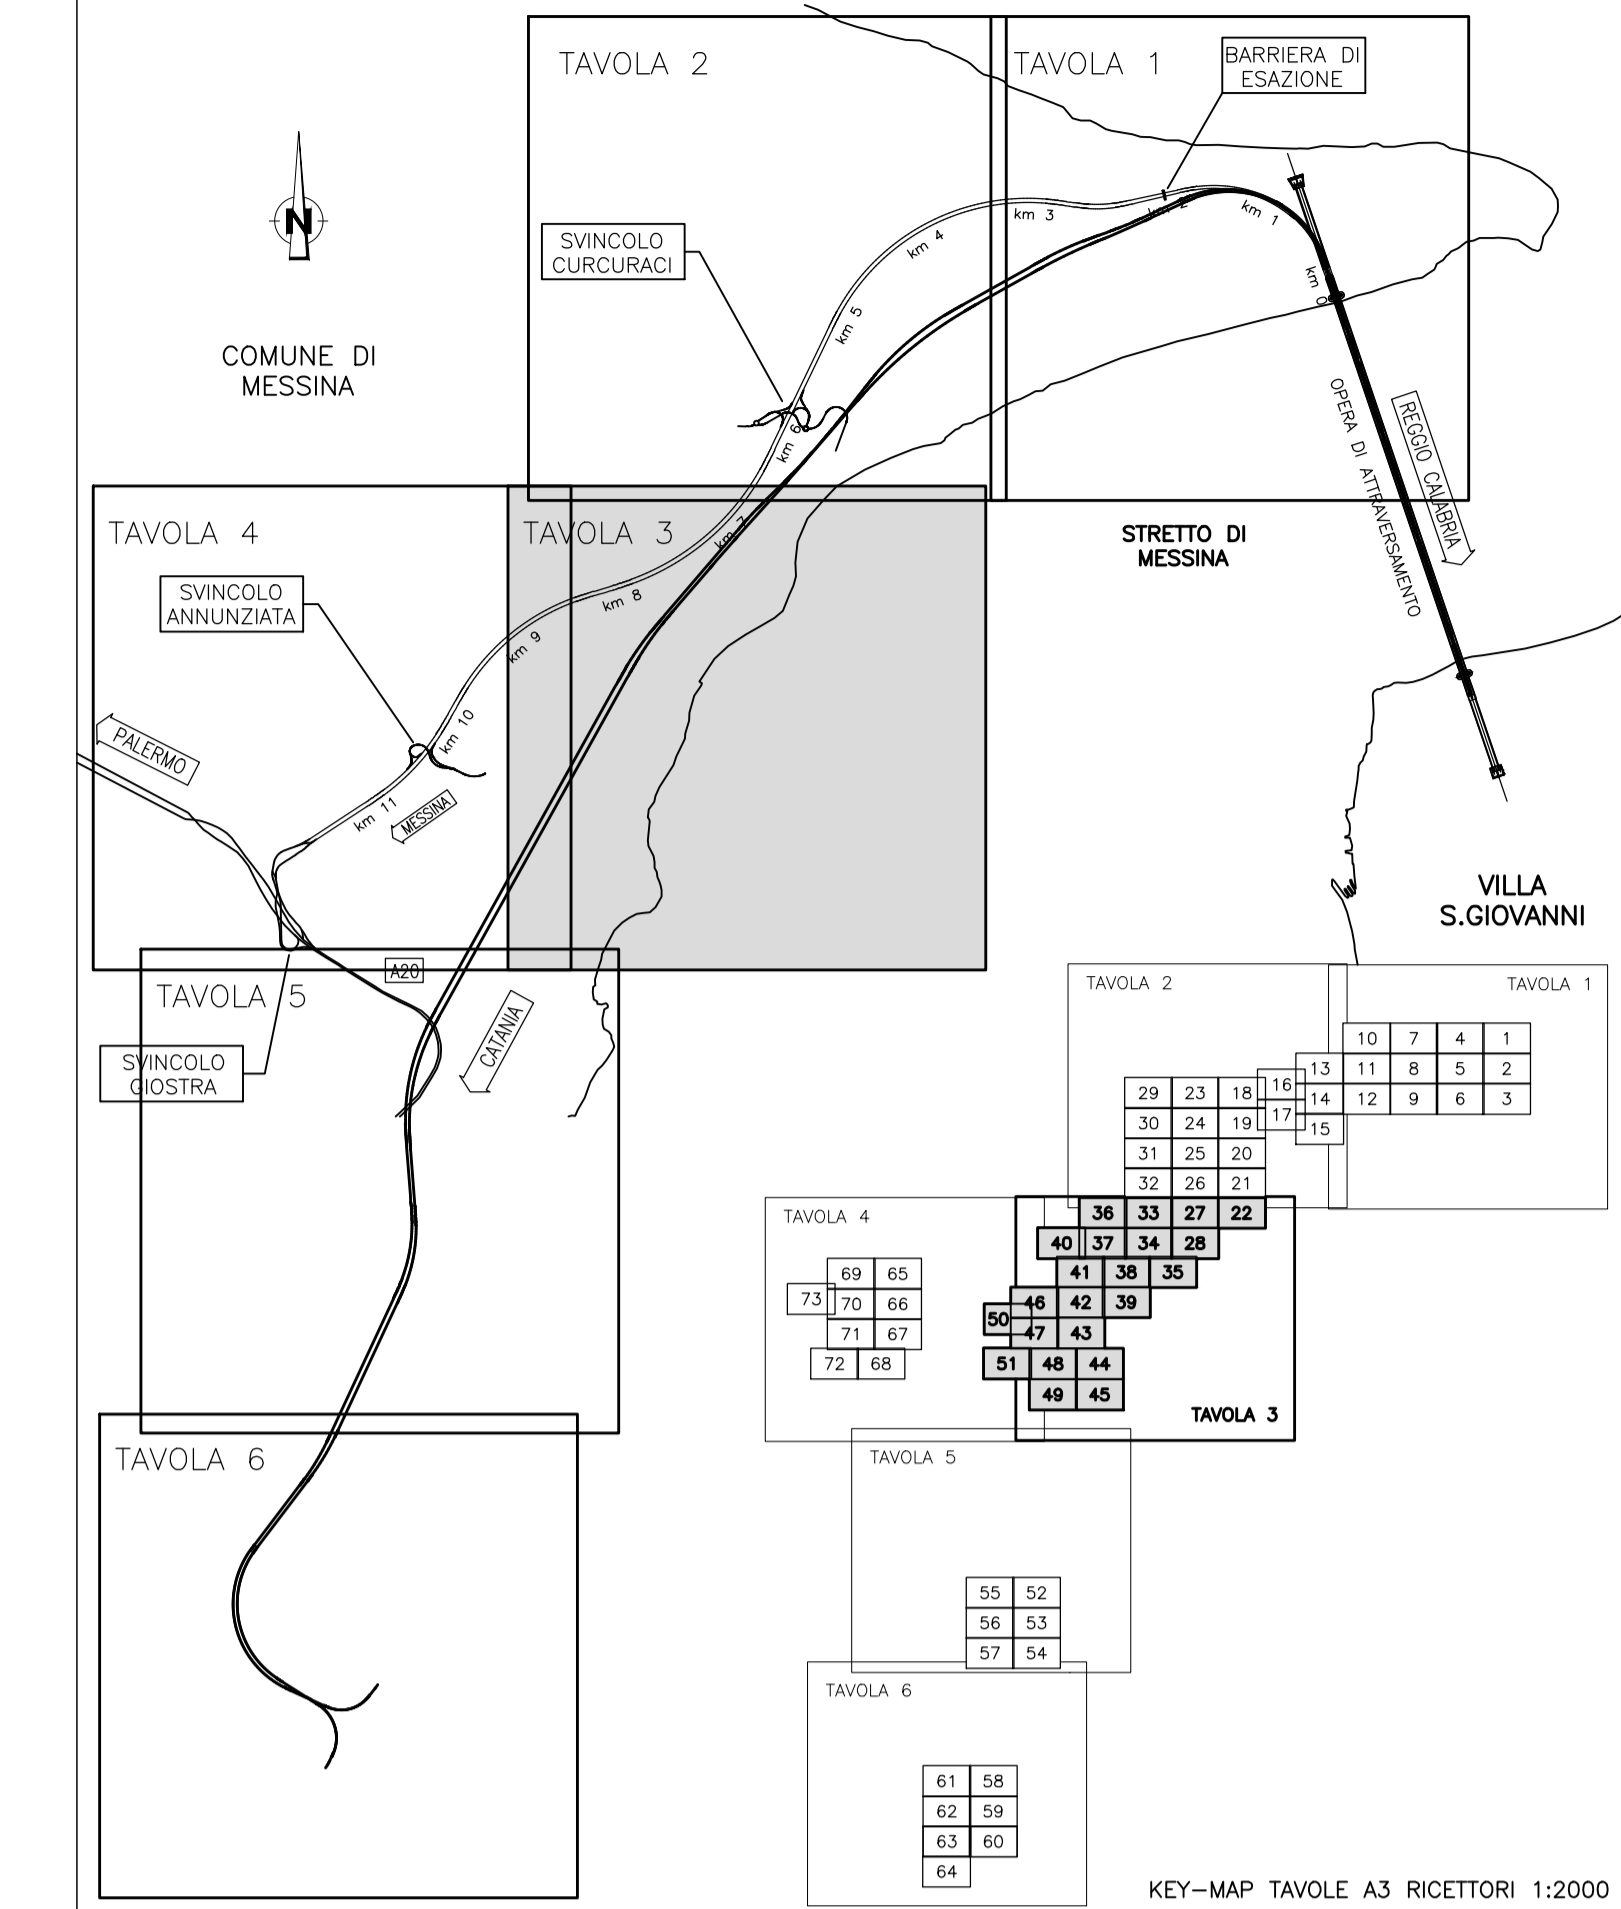 TAVOLA 2
TAVOLA 1
BARRIERA DI
ESAZIONE
N
SVINCOLO
CURCURACI
COMUNE DI
MESSINA
km 0
km 1
km 2
km 3
km 4
km 5
km 6
km 7
km 8
km 9
km 10
km 11
OPERA DI ATTRAVERSAMENTO
REGGIO CALABRIA
TAVOLA 4
TAVOLA 3
STRETTO DI
MESSINA
SVINCOLO
ANNUNZIATA
PALERMO
MESSINA
VILLA
S.GIOVANNI
A20
TAVOLA 5
CATANIA
SVINCOLO
GIOSTRA
TAVOLA 6
TAVOLA 2
TAVOLA 1
10 7 4 1
13 11 8 5 2
16 14 12 9 6 3
17 15
29 23 18
30 24 19
31 25 20
32 26 21
TAVOLA 4
36 33 27 22
40 37 34 28
41 38 35
46 42 39
50 47 43
51 48 44
49 45
TAVOLA 3
69 65
73 70 66
71 67
72 68
TAVOLA 5
55 52
56 53
57 54
TAVOLA 6
61 58
62 59
63 60
64
KEY-MAP TAVOLE A3 RICETTORI 1:2000